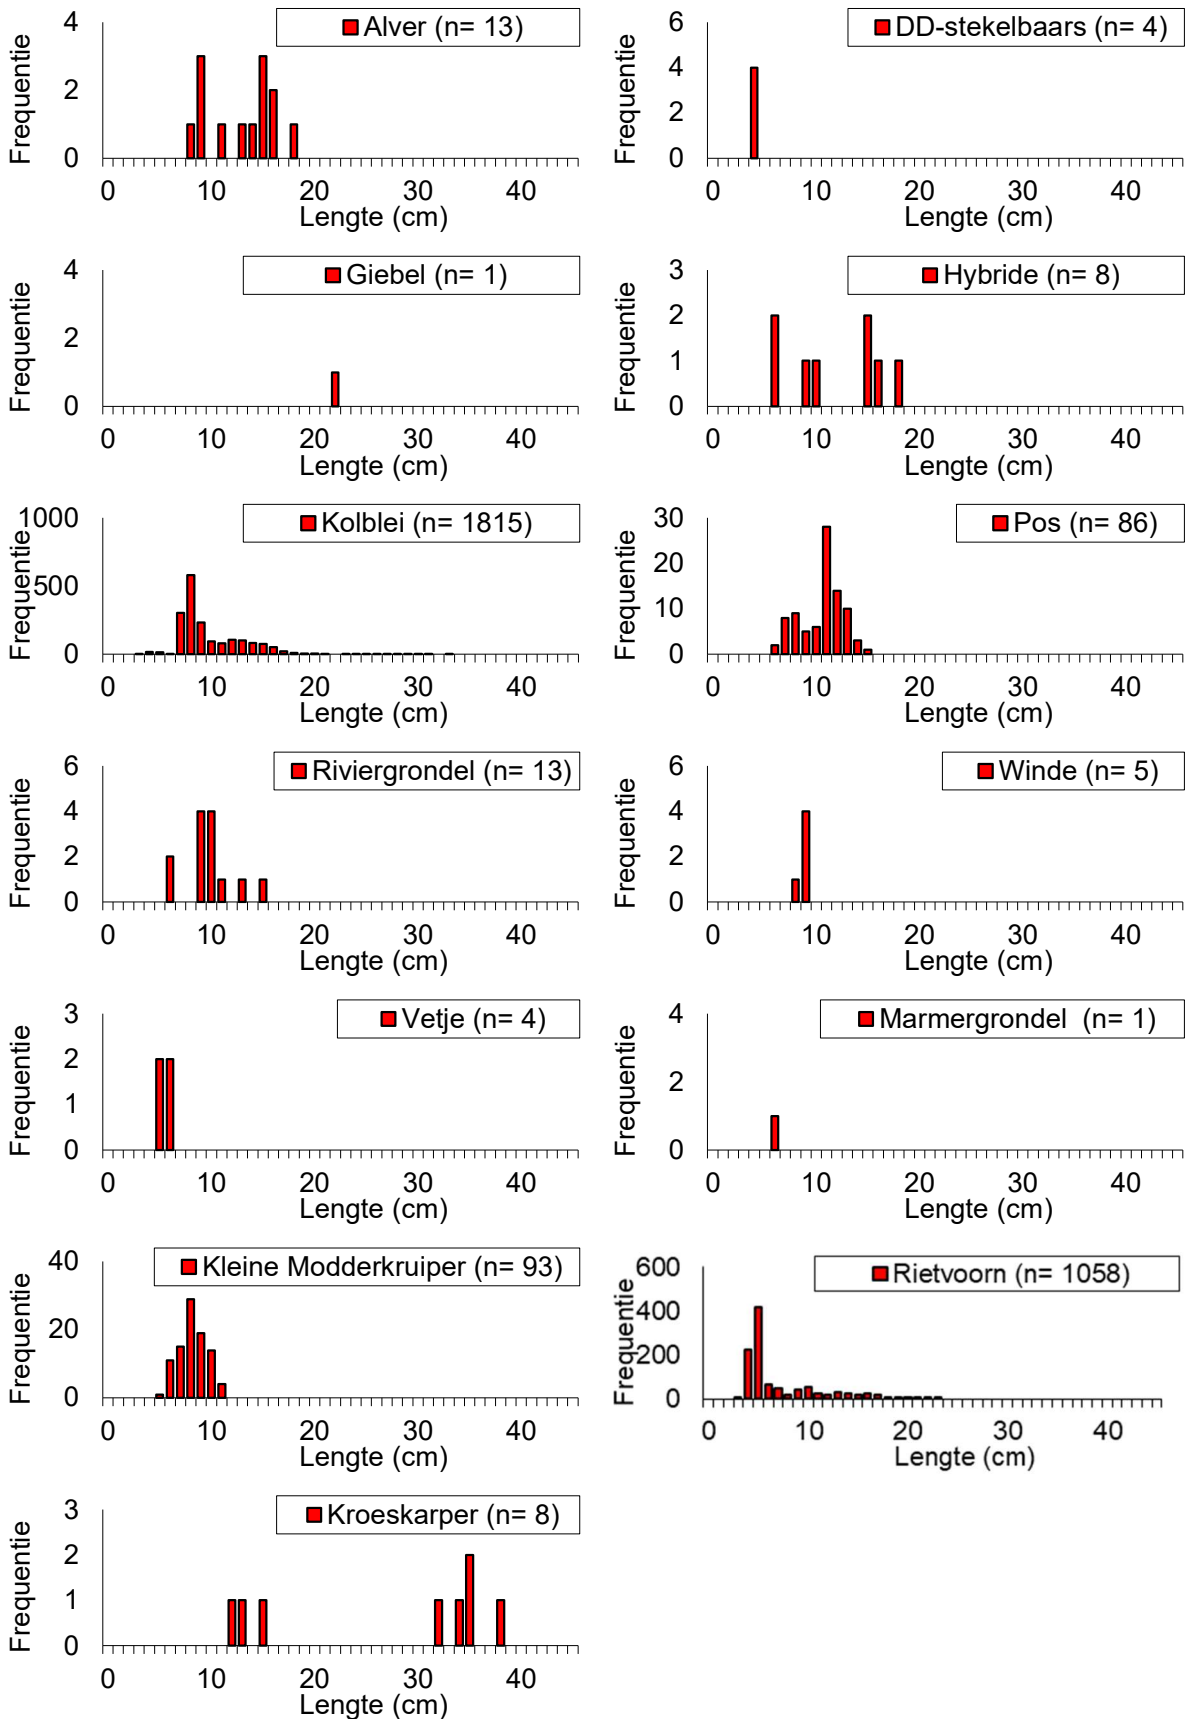 Alver (n= 13)
Frequentie
4
2
0
0 10 20 30 40
Lengte (cm)
DD-stekelbaars (n= 4)
Frequentie
6
4
2
0
0 10 20 30 40
Lengte (cm)
Giebel (n= 1)
Frequentie
4
2
0
0 10 20 30 40
Lengte (cm)
Hybride (n= 8)
Frequentie
3
2
1
0
0 10 20 30 40
Lengte (cm)
Kolblei (n= 1815)
Frequentie
1000
500
0
0 10 20 30 40
Lengte (cm)
Pos (n= 86)
Frequentie
30
20
10
0
0 10 20 30 40
Lengte (cm)
Riviergrondel (n= 13)
Frequentie
6
4
2
0
0 10 20 30 40
Lengte (cm)
Winde (n= 5)
Frequentie
6
4
2
0
0 10 20 30 40
Lengte (cm)
Vetje (n= 4)
Frequentie
3
2
1
0
0 10 20 30 40
Lengte (cm)
Marmergrondel (n= 1)
Frequentie
4
2
0
0 10 20 30 40
Lengte (cm)
Kleine Modderkruiper (n= 93)
Frequentie
40
20
0
0 10 20 30 40
Lengte (cm)
Rietvoorn (n= 1058)
Frequentie
600
400
200
0
0 10 20 30 40
Lengte (cm)
Kroeskarper (n= 8)
Frequentie
3
2
1
0
0 10 20 30 40
Lengte (cm)